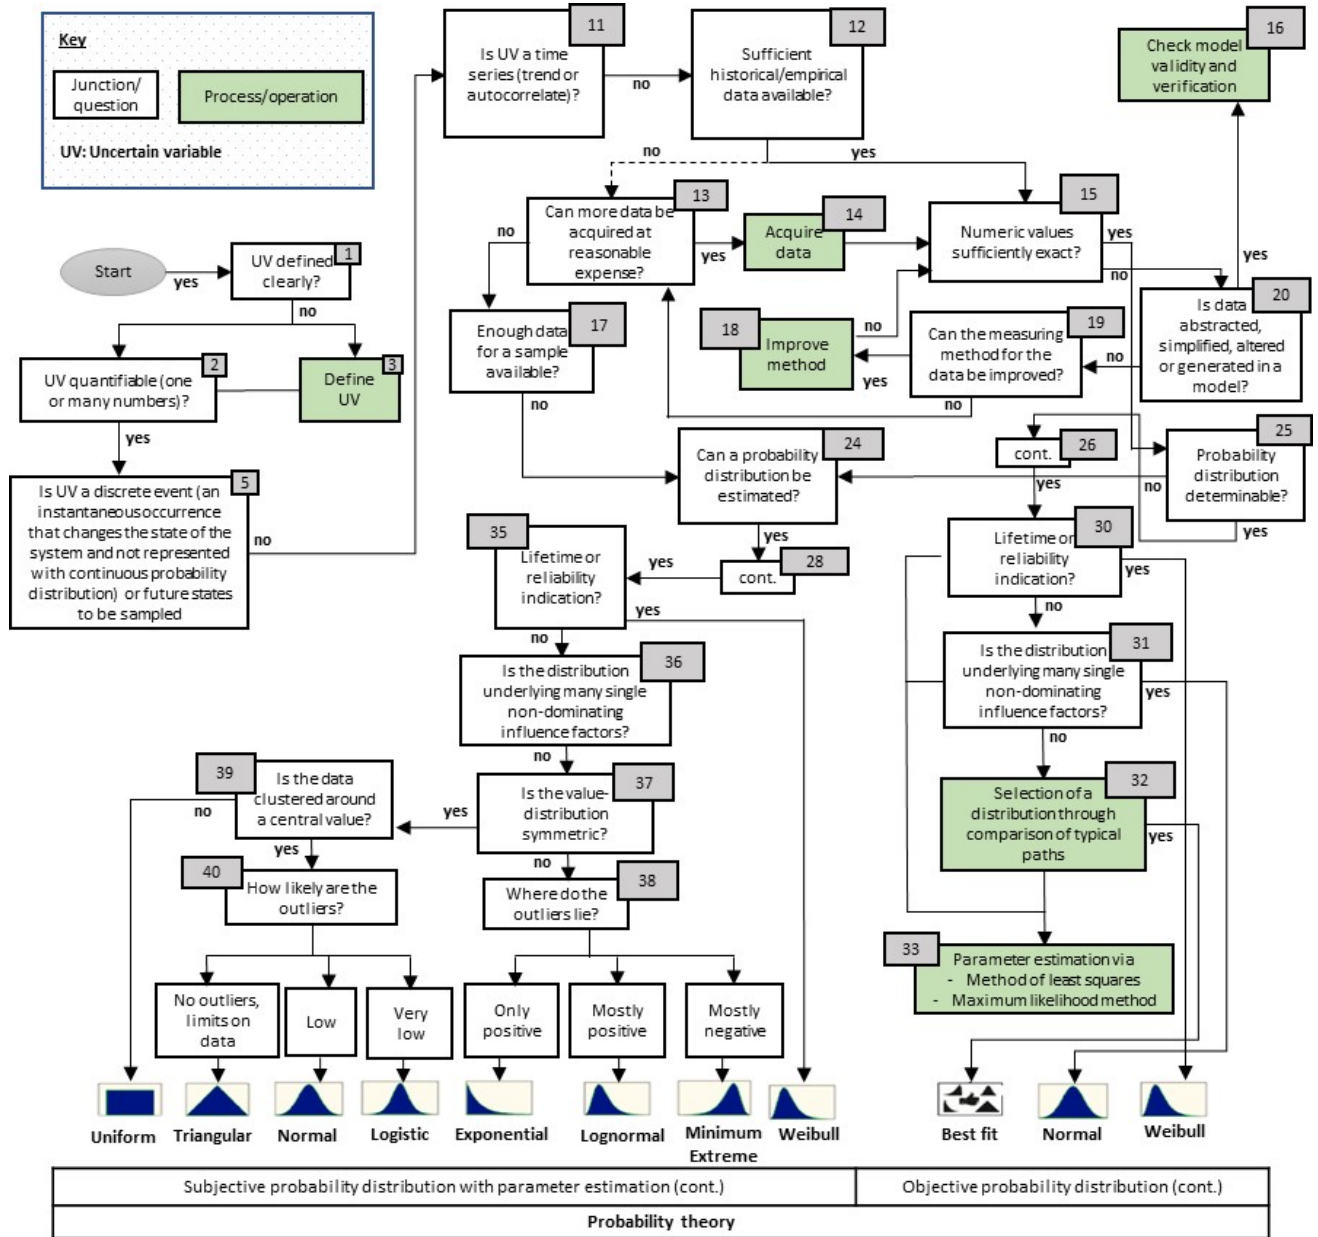 Key
Junction/
question
Process/operation
UV: Uncertain variable
11
Is UV a time
series (trend or
autocorrelate)?
no
12
Sufficient
historical/empirical
data available?
no
yes
16
Check model
validity and
verification
yes
Start
yes
1
UV defined
clearly?
no
2
UV quantifiable (one
or many numbers)?
yes
3
Define
UV
5
Is UV a discrete event (an
instantaneous occurrence
that changes the state of the
system and not represented
with continuous probability
distribution) or future states
to be sampled
no
13
Can more data be
acquired at
reasonable
expense?
no
yes
14
Acquire
data
15
Numeric values
sufficiently exact?
yes
no
17
Enough data
for a sample
available?
no
18
Improve
method
no
yes
19
Can the measuring
method for the
data be improved?
no
no
20
Is data
abstracted,
simplified, altered
or generated in a
model?
24
Can a probability
distribution be
estimated?
yes
25
Probability
distribution
determinable?
no
yes
26
cont.
yes
28
cont.
yes
30
Lifetime or
reliability
indication?
yes
no
31
Is the distribution
underlying many single
non-dominating
influence factors?
yes
no
32
Selection of a
distribution through
comparison of typical
paths
yes
33
Parameter estimation via
- Method of least squares
- Maximum likelihood method
35
Lifetime or
reliability
indication?
yes
no
36
Is the distribution
underlying many single
non-dominating
influence factors?
no
37
Is the value-
distribution
symmetric?
yes
no
38
Where do the
outliers lie?
39
Is the data
clustered around
a central value?
no
yes
40
How likely are the
outliers?
No outliers,
limits on
data
Low
Very
low
Only
positive
Mostly
positive
Mostly
negative
Uniform
Triangular
Normal
Logistic
Exponential
Lognormal
Minimum
Extreme
Weibull
Best fit
Normal
Weibull
Subjective probability distribution with parameter estimation (cont.)
Objective probability distribution (cont.)
Probability theory